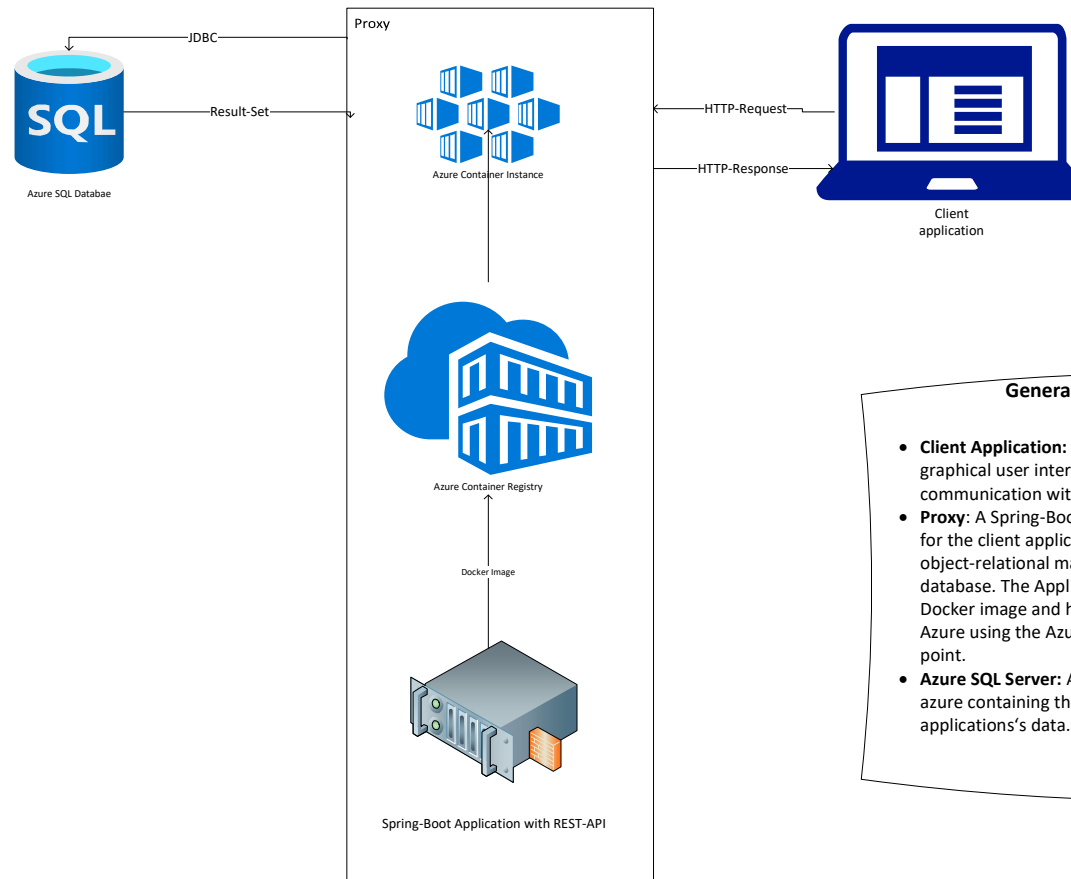 Proxy
JDBC
SQL
Result-Set
Azure SQL Databae
Azure Container Instance
HTTP-Request
HTTP-Response
Client
application
Azure Container Registry
Docker Image
Spring-Boot Application with REST-API
Genera
• Client Application:
graphical user inter
communication wit
• Proxy: A Spring-Boo
for the client applic
object-relational ma
database. The Appl
Docker image and h
Azure using the Azu
point.
• Azure SQL Server: A
azure containing th
applications‘s data.